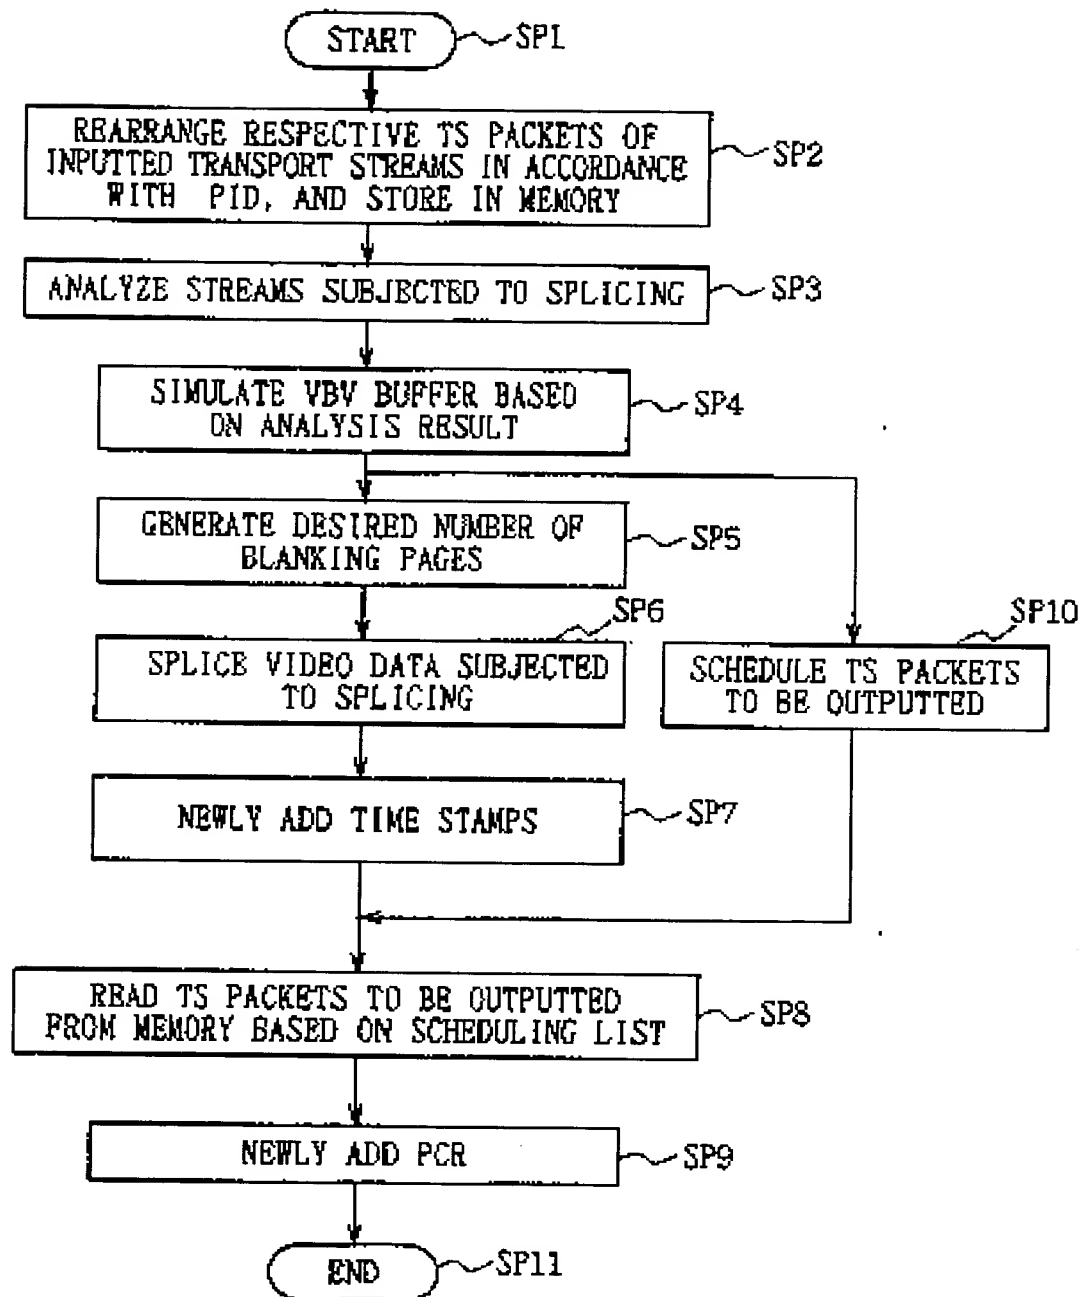 START
SP1
REARRANGE RESPECTIVE TS PACKETS OF
INPUTTED TRANSPORT STREAMS IN ACCORDANCE
WITH PID, AND STORE IN MEMORY
SP2
ANALYZE STREAMS SUBJECTED TO SPLICING
SP3
SIMULATE VBV BUFFER BASED
ON ANALYSIS RESULT
SP4
GENERATE DESIRED NUMBER OF
BLANKING PAGES
SP5
SP6
SPLICE VIDEO DATA SUBJECTED
TO SPLICING
SP10
SCHEDULE TS PACKETS
TO BE OUTPUTTED
NEWLY ADD TIME STAMPS
SP7
READ TS PACKETS TO BE OUTPUTTED
FROM MEMORY BASED ON SCHEDULING LIST
SP8
NEWLY ADD PCR
SP9
END
SP11